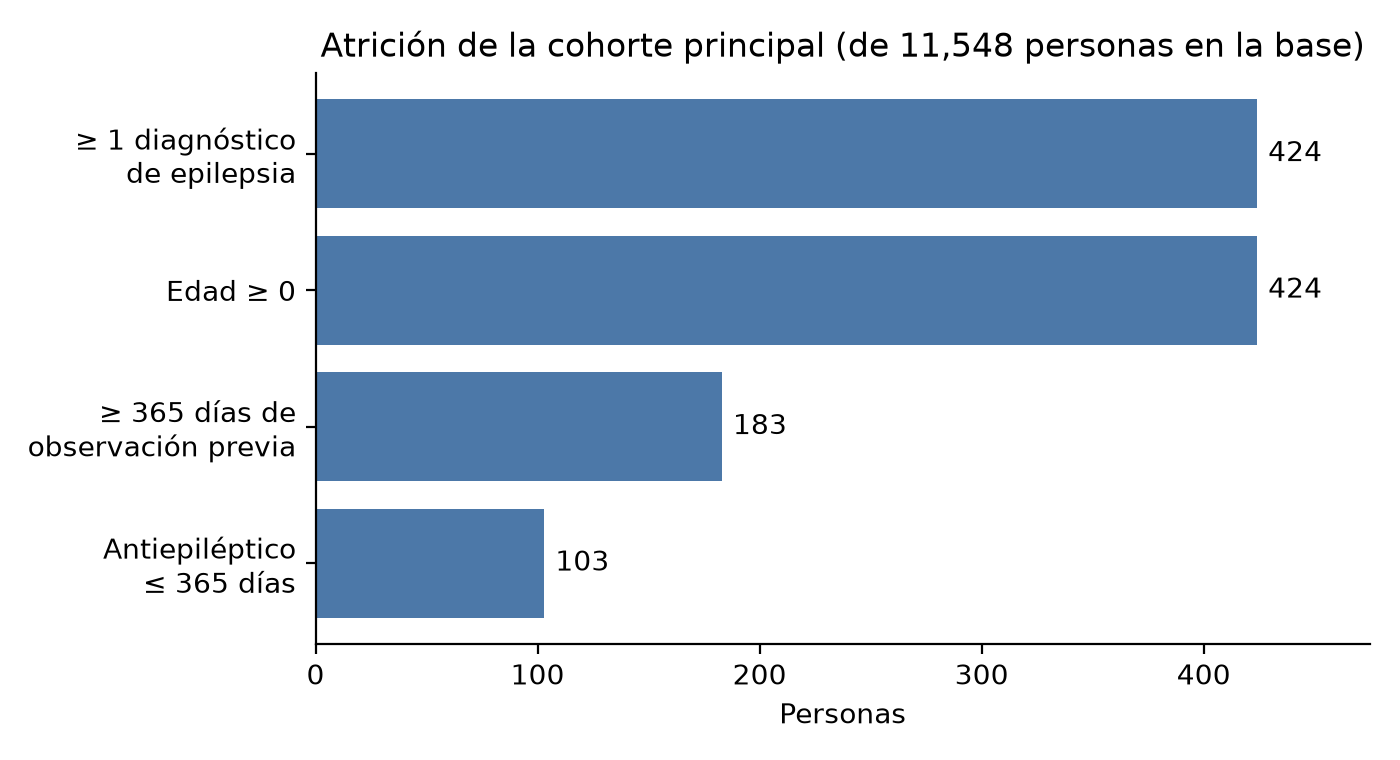 Atrición de la cohorte principal (de 11,548 personas en la base)
≥ 1 diagnóstico
de epilepsia
424
Edad ≥ 0
424
≥ 365 días de
observación previa
183
Antiepiléptico
≤ 365 días
103
0 100 200 300 400
Personas